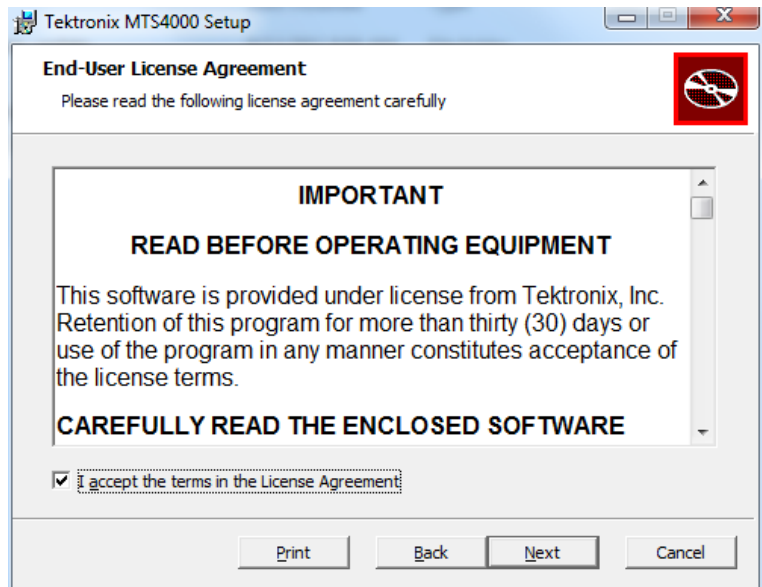 Tektronix MTS4000 Setup
End-User License Agreement
Please read the following license agreement carefully
IMPORTANT
READ BEFORE OPERATING EQUIPMENT
This software is provided under license from Tektronix, Inc.
Retention of this program for more than thirty (30) days or
use of the program in any manner constitutes acceptance of
the license terms.
CAREFULLY READ THE ENCLOSED SOFTWARE
I accept the terms in the License Agreement
Print Back Next Cancel